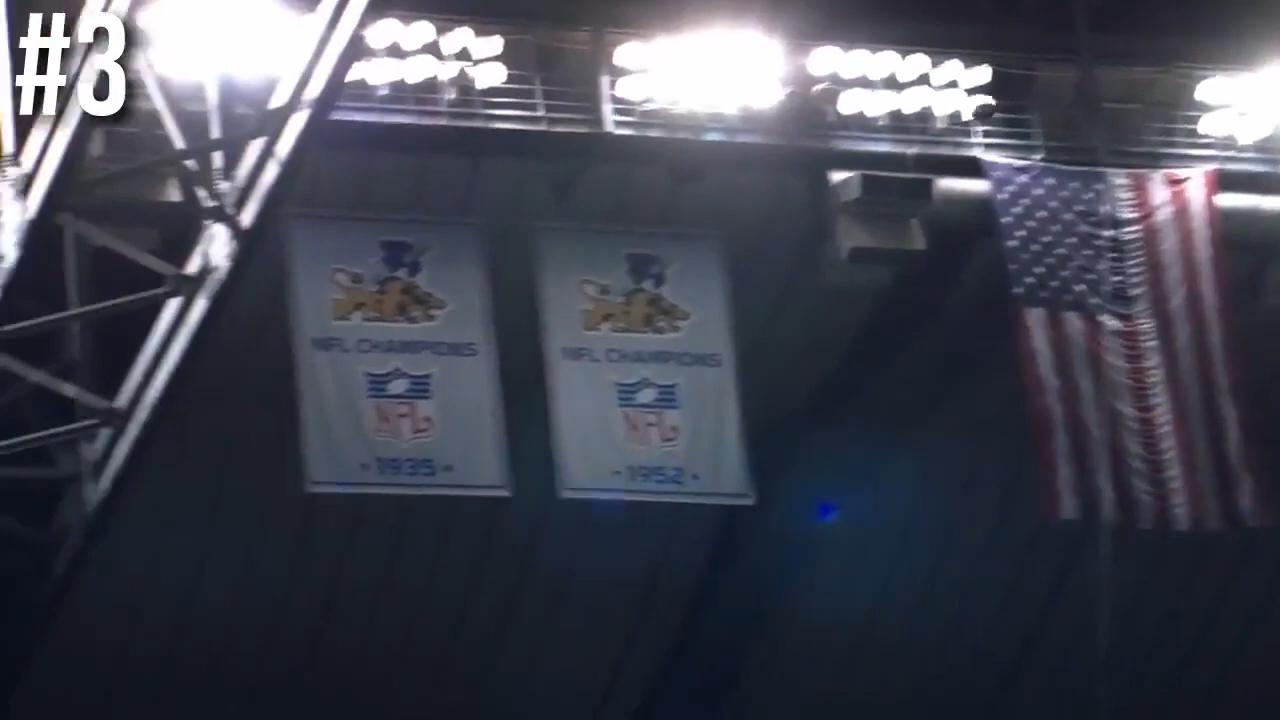 #3
NFL CHAMPIONS
NFL
- 1935 -
NFL CHAMPIONS
NFL
- 1952 -